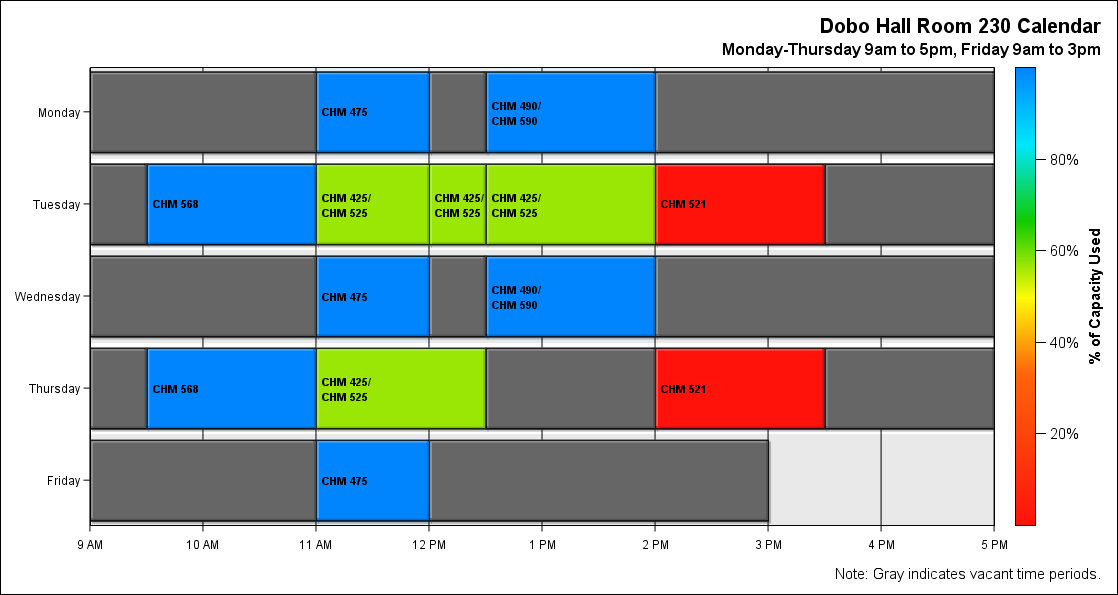 Dobo Hall Room 230 Calendar
Monday-Thursday 9am to 5pm, Friday 9am to 3pm
Monday
CHM 475
CHM 490/
CHM 590
Tuesday
CHM 568
CHM 425/
CHM 525
CHM 425/
CHM 525
CHM 425/
CHM 525
CHM 521
Wednesday
CHM 475
CHM 490/
CHM 590
Thursday
CHM 568
CHM 425/
CHM 525
CHM 521
Friday
CHM 475
9 AM
10 AM
11 AM
12 PM
1 PM
2 PM
3 PM
4 PM
5 PM
80%
60%
40%
20%
% of Capacity Used
Note: Gray indicates vacant time periods.